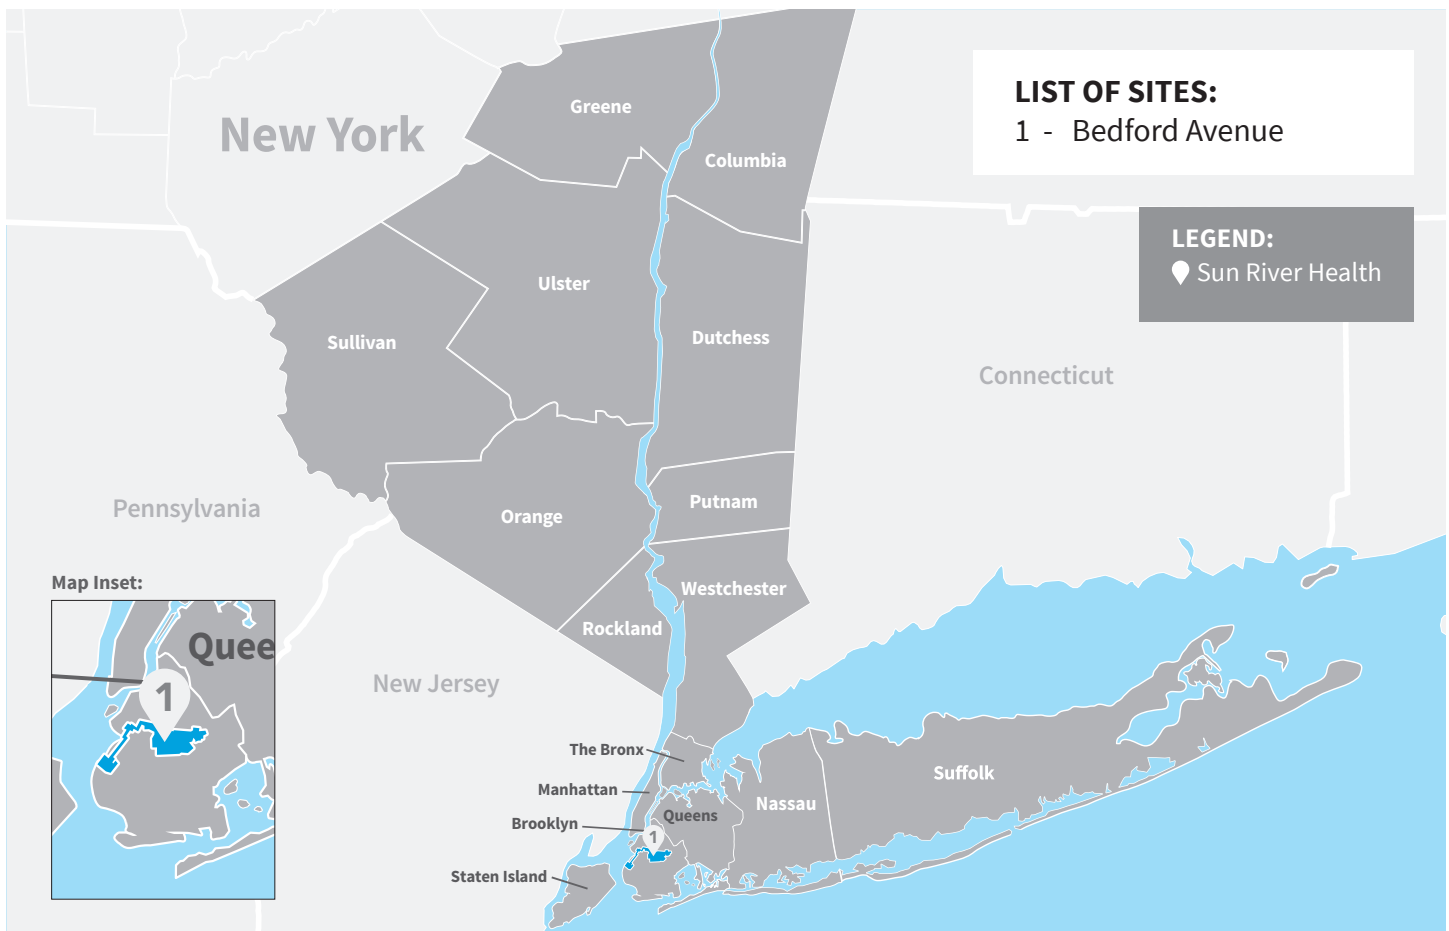 New York
Greene
Columbia
LIST OF SITES:
1 - Bedford Avenue
LEGEND:
Sun River Health
Ulster
Sullivan
Dutchess
Connecticut
Pennsylvania
Orange
Putnam
Westchester
Rockland
New Jersey
Map Inset:
Quee
1
The Bronx
Manhattan
Brooklyn
Queens
1
Nassau
Suffolk
Staten Island